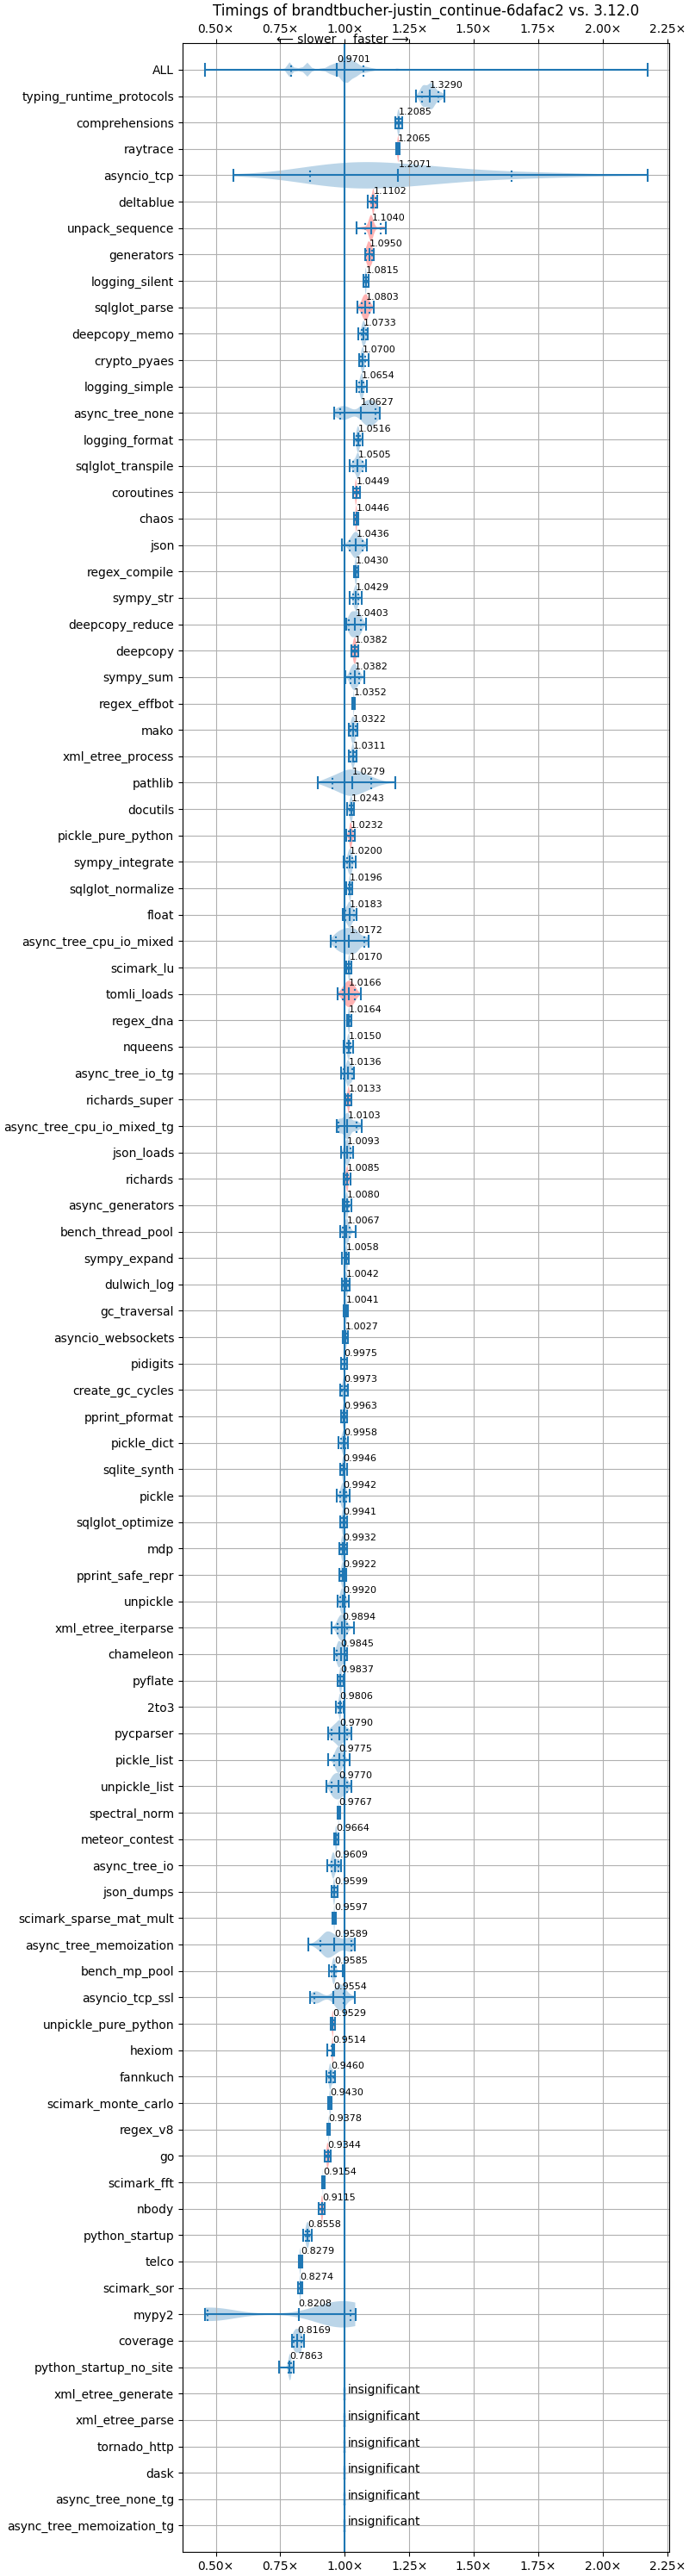 Timings of brandtbucher-justin_continue-6dafac2 vs. 3.12.0
0.50× 0.75× 1.00× 1.25× 1.50× 1.75× 2.00× 2.25×
← slower faster →
ALL 0.9701
typing_runtime_protocols 1.3290
comprehensions 1.2085
raytrace 1.2065
asyncio_tcp 1.2071
deltablue 1.1102
unpack_sequence 1.1040
generators 1.0950
logging_silent 1.0815
sqlglot_parse 1.0803
deepcopy_memo 1.0733
crypto_pyaes 1.0700
logging_simple 1.0654
async_tree_none 1.0627
logging_format 1.0516
sqlglot_transpile 1.0505
coroutines 1.0449
chaos 1.0446
json 1.0436
regex_compile 1.0430
sympy_str 1.0429
deepcopy_reduce 1.0403
deepcopy 1.0382
sympy_sum 1.0382
regex_effbot 1.0352
mako 1.0322
xml_etree_process 1.0311
pathlib 1.0279
docutils 1.0243
pickle_pure_python 1.0232
sympy_integrate 1.0200
sqlglot_normalize 1.0196
float 1.0183
async_tree_cpu_io_mixed 1.0172
scimark_lu 1.0170
tomli_loads 1.0166
regex_dna 1.0164
nqueens 1.0150
async_tree_io_tg 1.0136
richards_super 1.0133
async_tree_cpu_io_mixed_tg 1.0103
json_loads 1.0093
richards 1.0085
async_generators 1.0080
bench_thread_pool 1.0067
sympy_expand 1.0058
dulwich_log 1.0042
gc_traversal 1.0041
asyncio_websockets 1.0027
pidigits 0.9975
create_gc_cycles 0.9973
pprint_pformat 0.9963
pickle_dict 0.9958
sqlite_synth 0.9946
pickle 0.9942
sqlglot_optimize 0.9941
mdp 0.9932
pprint_safe_repr 0.9922
unpickle 0.9920
xml_etree_iterparse 0.9894
chameleon 0.9845
pyflate 0.9837
2to3 0.9806
pycparser 0.9790
pickle_list 0.9775
unpickle_list 0.9770
spectral_norm 0.9767
meteor_contest 0.9664
async_tree_io 0.9609
json_dumps 0.9599
scimark_sparse_mat_mult 0.9597
async_tree_memoization 0.9589
bench_mp_pool 0.9585
asyncio_tcp_ssl 0.9554
unpickle_pure_python 0.9529
hexiom 0.9514
fannkuch 0.9460
scimark_monte_carlo 0.9430
regex_v8 0.9378
go 0.9344
scimark_fft 0.9154
nbody 0.9115
python_startup 0.8558
telco 0.8279
scimark_sor 0.8274
mypy2 0.8208
coverage 0.8169
python_startup_no_site 0.7863
xml_etree_generate insignificant
xml_etree_parse insignificant
tornado_http insignificant
dask insignificant
async_tree_none_tg insignificant
async_tree_memoization_tg insignificant
0.50× 0.75× 1.00× 1.25× 1.50× 1.75× 2.00× 2.25×